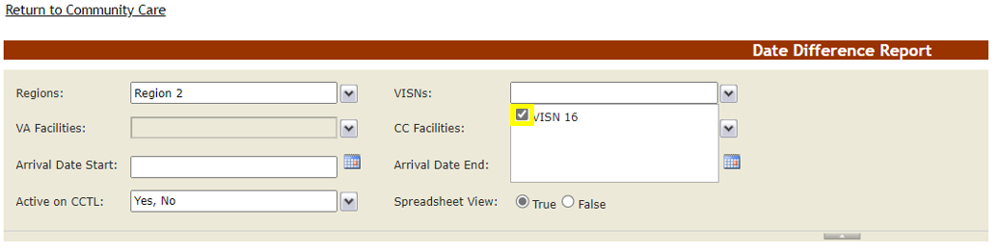 Return to Community Care
Date Difference Report
Regions: Region 2 VISNs:
VISN 16
VA Facilities: CC Facilities:
Arrival Date Start: Arrival Date End:
Active on CCTL: Yes, No Spreadsheet View: True False